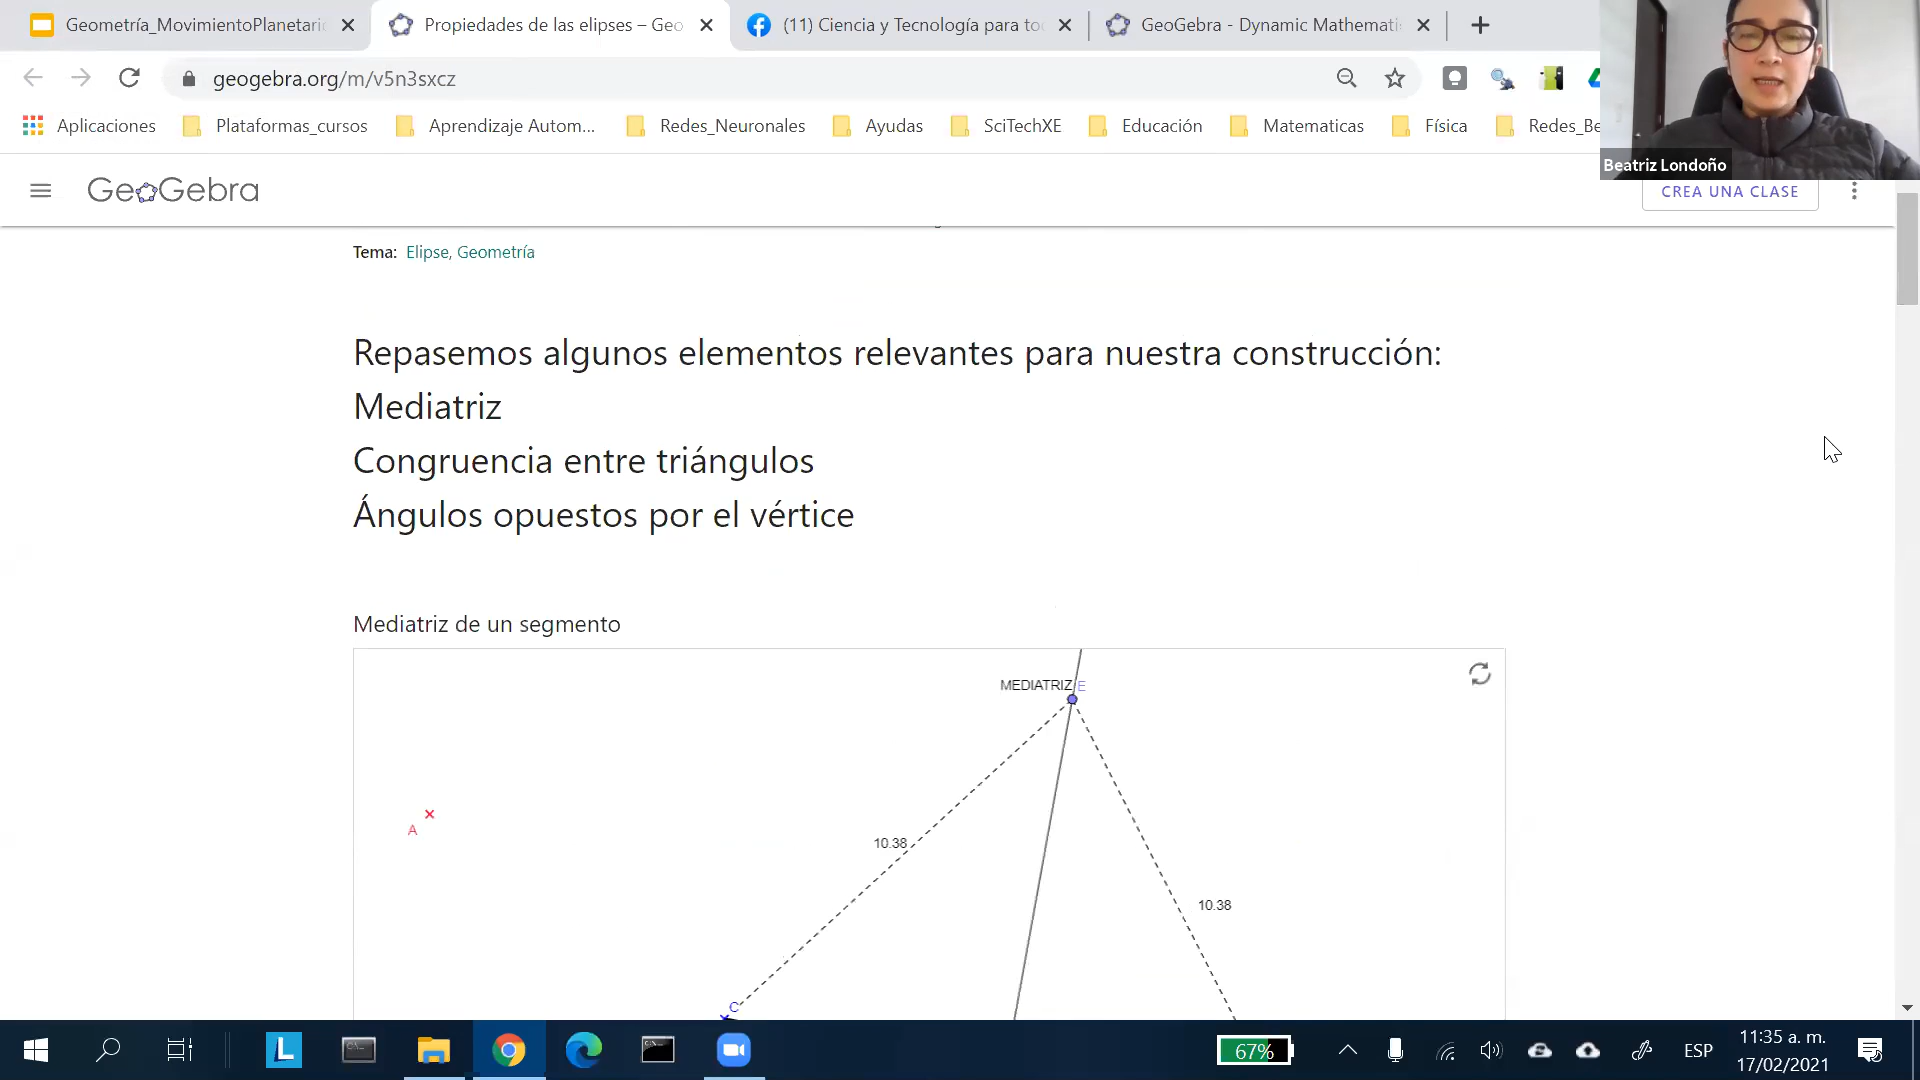 Geometría_MovimientoPlanetari
Propiedades de las elipses – Geo
(11) Ciencia y Tecnología para to
GeoGebra - Dynamic Mathemati
geogebra.org/m/v5n3sxcz
Aplicaciones
Plataformas_cursos
Aprendizaje Autom...
Redes_Neuronales
Ayudas
SciTechXE
Educación
Matematicas
Física
Redes_Be
Beatriz Londoño
GeoGebra
CREA UNA CLASE
Tema: Elipse, Geometría
Repasemos algunos elementos relevantes para nuestra construcción:
Mediatriz
Congruencia entre triángulos
Ángulos opuestos por el vértice
Mediatriz de un segmento
MEDIATRIZ E
A
10.38
10.38
C
L
67%
ESP
11:35 a. m.
17/02/2021